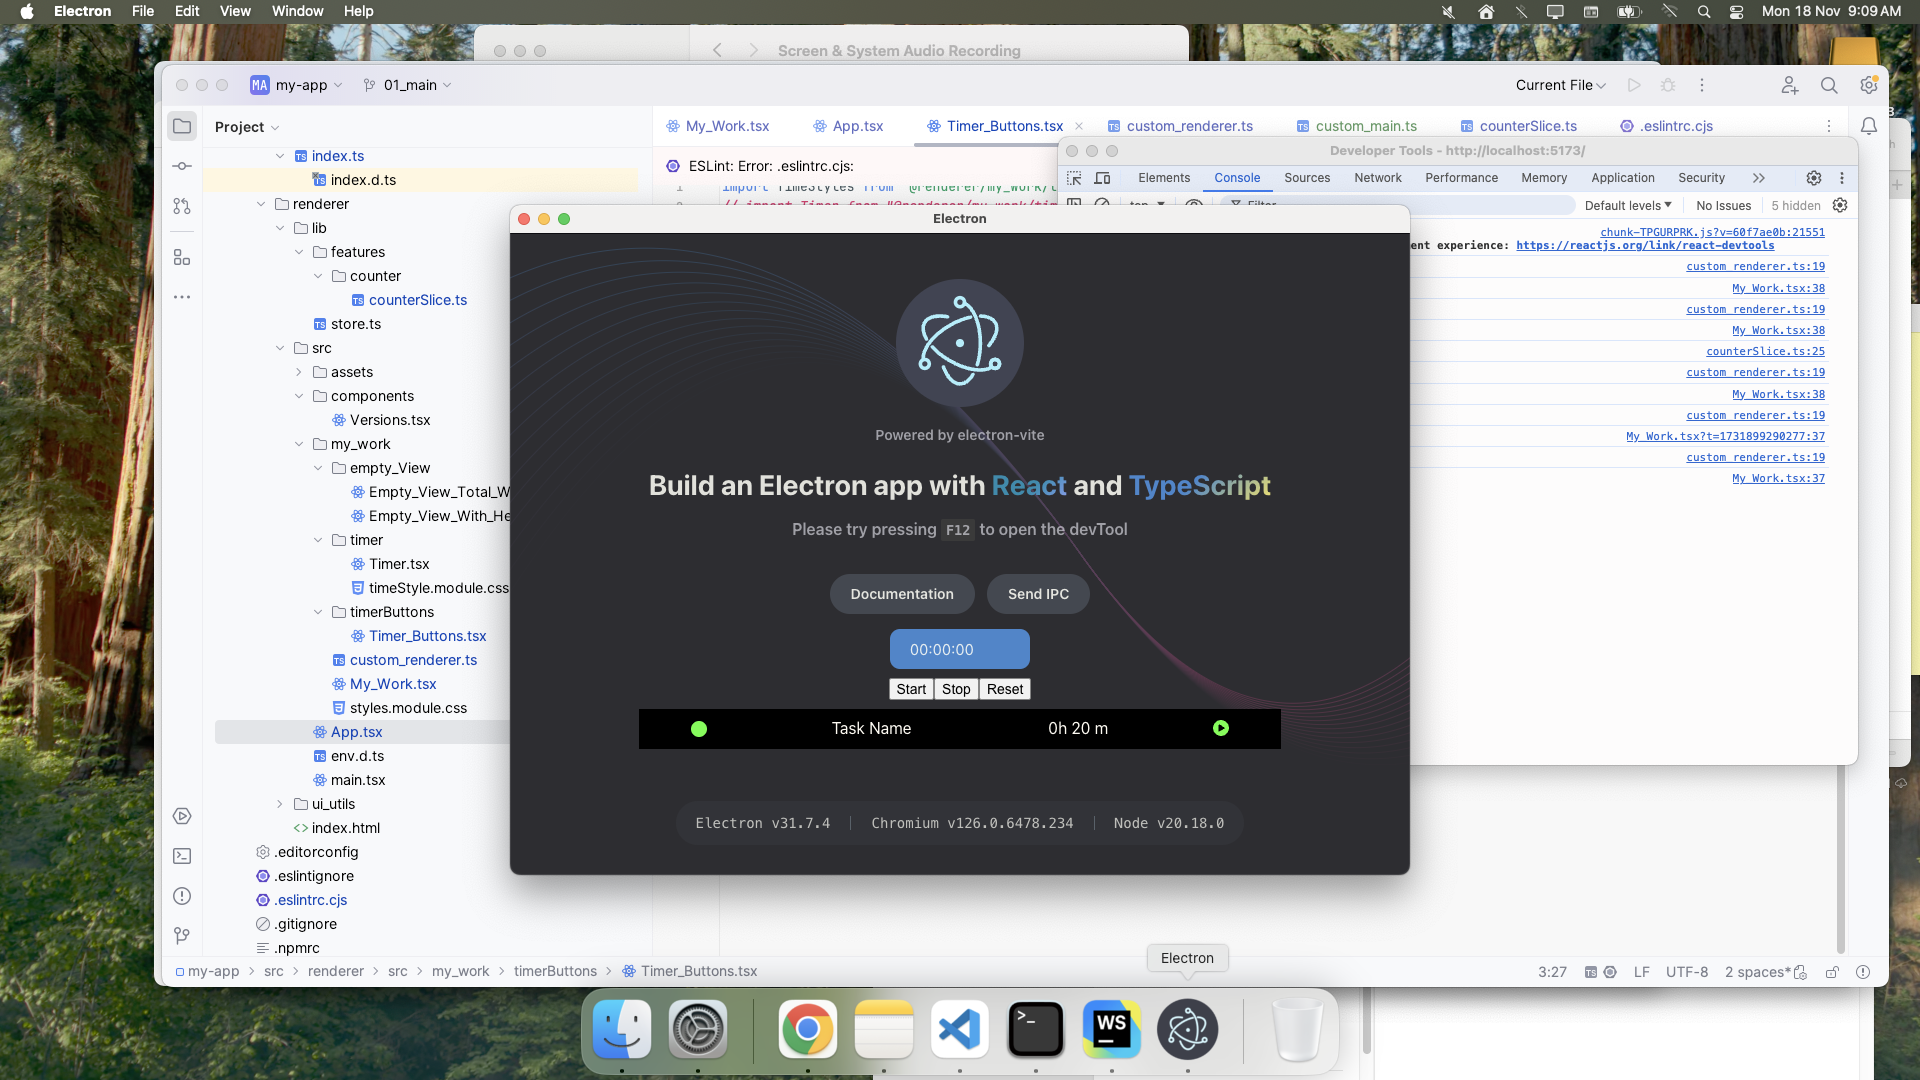 Electron File Edit View Window Help
Mon 18 Nov 9:09 AM
Screen & System Audio Recording
MA my-app 01_main
Current File
Project
My_Work.tsx App.tsx Timer_Buttons.tsx custom_renderer.ts custom_main.ts counterSlice.ts .eslintrc.cjs
ESLint: Error: .eslintrc.cjs:
Developer Tools - http://localhost:5173/
Elements Console Sources Network Performance Memory Application Security
Default levels No Issues 5 hidden
chunk-TPGURPRK.js?v=60f7ae0b:21551
ent experience: https://reactjs.org/link/react-devtools
custom_renderer.ts:19
My_Work.tsx:38
custom_renderer.ts:19
My_Work.tsx:38
counterSlice.ts:25
custom_renderer.ts:19
My_Work.tsx:38
custom_renderer.ts:19
My_Work.tsx?t=1731899290277:37
custom_renderer.ts:19
My_Work.tsx:37
index.ts
index.d.ts
renderer
lib
features
counter
counterSlice.ts
store.ts
src
assets
components
Versions.tsx
my_work
empty_View
Empty_View_Total_W
Empty_View_With_He
timer
Timer.tsx
timeStyle.module.css
timerButtons
Timer_Buttons.tsx
custom_renderer.ts
My_Work.tsx
styles.module.css
App.tsx
env.d.ts
main.tsx
ui_utils
index.html
.editorconfig
.eslintignore
.eslintrc.cjs
.gitignore
.npmrc
Electron
Powered by electron-vite
Build an Electron app with React and TypeScript
Please try pressing F12 to open the devTool
Documentation Send IPC
00:00:00
Start Stop Reset
Task Name 0h 20 m
Electron v31.7.4 Chromium v126.0.6478.234 Node v20.18.0
Electron
my-app > src > renderer > src > my_work > timerButtons > Timer_Buttons.tsx
3:27 LF UTF-8 2 spaces*
WS